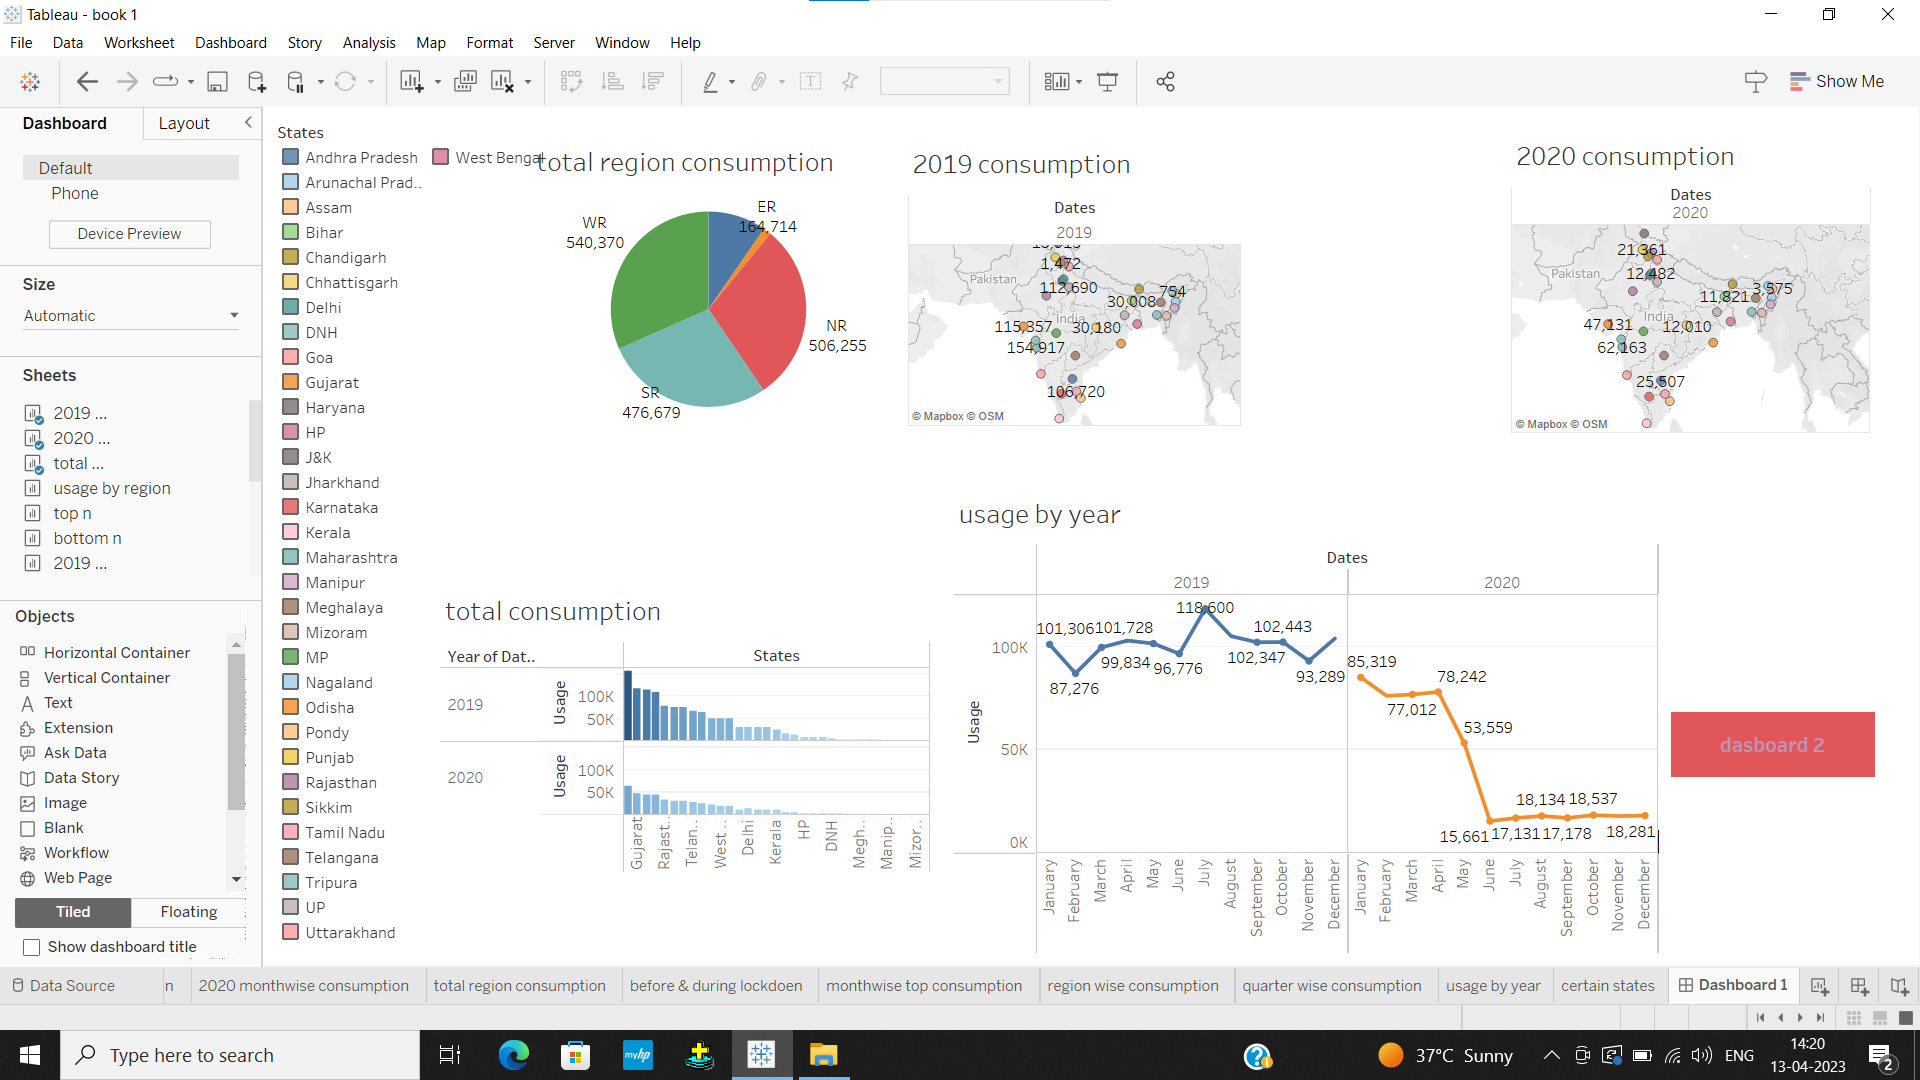 Tableau - book 1
File Data Worksheet Dashboard Story Analysis Map Format Server Window Help
Show Me
Dashboard Layout
Default
Phone
Device Preview
Size
Automatic
Sheets
2019 ...
2020 ...
total ...
usage by region
top n
bottom n
2019 ...
Objects
Horizontal Container
Vertical Container
Text
Extension
Ask Data
Data Story
Image
Blank
Workflow
Web Page
Tiled Floating
Show dashboard title
States
Andhra Pradesh
Arunachal Prad..
Assam
Bihar
Chandigarh
Chhattisgarh
Delhi
DNH
Goa
Gujarat
Haryana
HP
J&K
Jharkhand
Karnataka
Kerala
Maharashtra
Manipur
Meghalaya
Mizoram
MP
Nagaland
Odisha
Pondy
Punjab
Rajasthan
Sikkim
Tamil Nadu
Telangana
Tripura
UP
Uttarakhand
West Bengal
total region consumption
ER
164,714
WR
540,370
NR
506,255
SR
476,679
2019 consumption
Dates
2019
1,472
Pakistan
112,690
754
30,008
India
115,357 30,180
154,917
106,720
© Mapbox © OSM
2020 consumption
Dates
2020
21,361
Pakistan
12,482
3,575
11,821
India
47,131 12,010
62,163
25,507
© Mapbox © OSM
total consumption
Year of Dat..
States
2019
Usage
100K
50K
2020
Usage
100K
50K
Gujarat
Rajast..
Telan..
West ..
Delhi
Kerala
HP
DNH
Megh..
Manip..
Mizor..
usage by year
Dates
2019 2020
Usage
100K
50K
0K
101,306
87,276
99,834
101,728
96,776
118,600
102,347
102,443
93,289
85,319
77,012
78,242
53,559
15,661
17,131
18,134
17,178
18,537
18,281
January
February
March
April
May
June
July
August
September
October
November
December
January
February
March
April
May
June
July
August
September
October
November
December
dasboard 2
Data Source n 2020 monthwise consumption total region consumption before & during lockdoen monthwise top consumption region wise consumption quarter wise consumption usage by year certain states Dashboard 1
Type here to search
myhp
37°C Sunny
ENG
14:20
13-04-2023
2